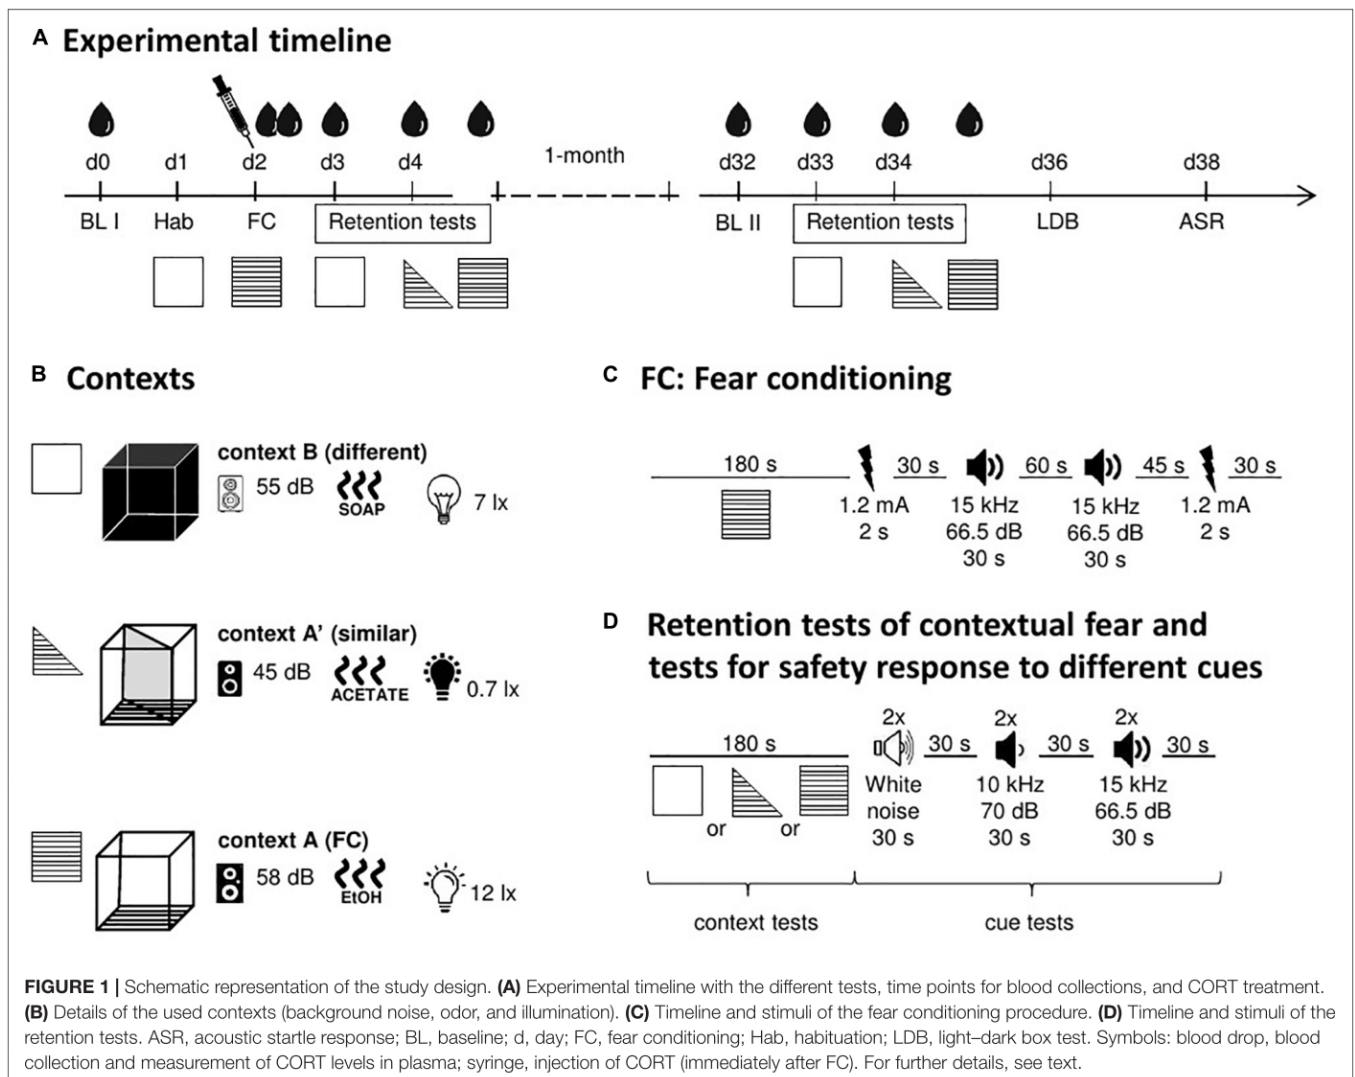 A Experimental timeline
d0 d1 d2 d3 d4 1-month d32 d33 d34 d36 d38
BL I Hab FC Retention tests BL II Retention tests LDB ASR
B Contexts
context B (different)
55 dB SOAP 7 lx
context A’ (similar)
45 dB ACETATE 0.7 lx
context A (FC)
58 dB EtOH 12 lx
C FC: Fear conditioning
180 s 30 s 60 s 45 s 30 s
1.2 mA 15 kHz 15 kHz 1.2 mA
2 s 66.5 dB 66.5 dB 2 s
30 s 30 s
D Retention tests of contextual fear and
tests for safety response to different cues
2x 2x 2x
180 s 30 s 30 s 30 s
White 10 kHz 15 kHz
noise 70 dB 66.5 dB
or or 30 s 30 s 30 s
context tests cue tests
FIGURE 1 | Schematic representation of the study design. (A) Experimental timeline with the different tests, time points for blood collections, and CORT treatment.
(B) Details of the used contexts (background noise, odor, and illumination). (C) Timeline and stimuli of the fear conditioning procedure. (D) Timeline and stimuli of the
retention tests. ASR, acoustic startle response; BL, baseline; d, day; FC, fear conditioning; Hab, habituation; LDB, light–dark box test. Symbols: blood drop, blood
collection and measurement of CORT levels in plasma; syringe, injection of CORT (immediately after FC). For further details, see text.